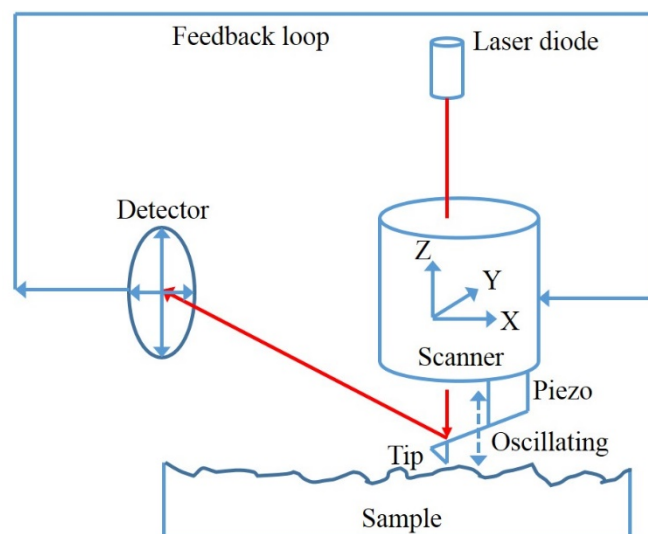 Feedback loop
Laser diode
Detector
Z
Y
X
Scanner
Piezo
Oscillating
Tip
Sample